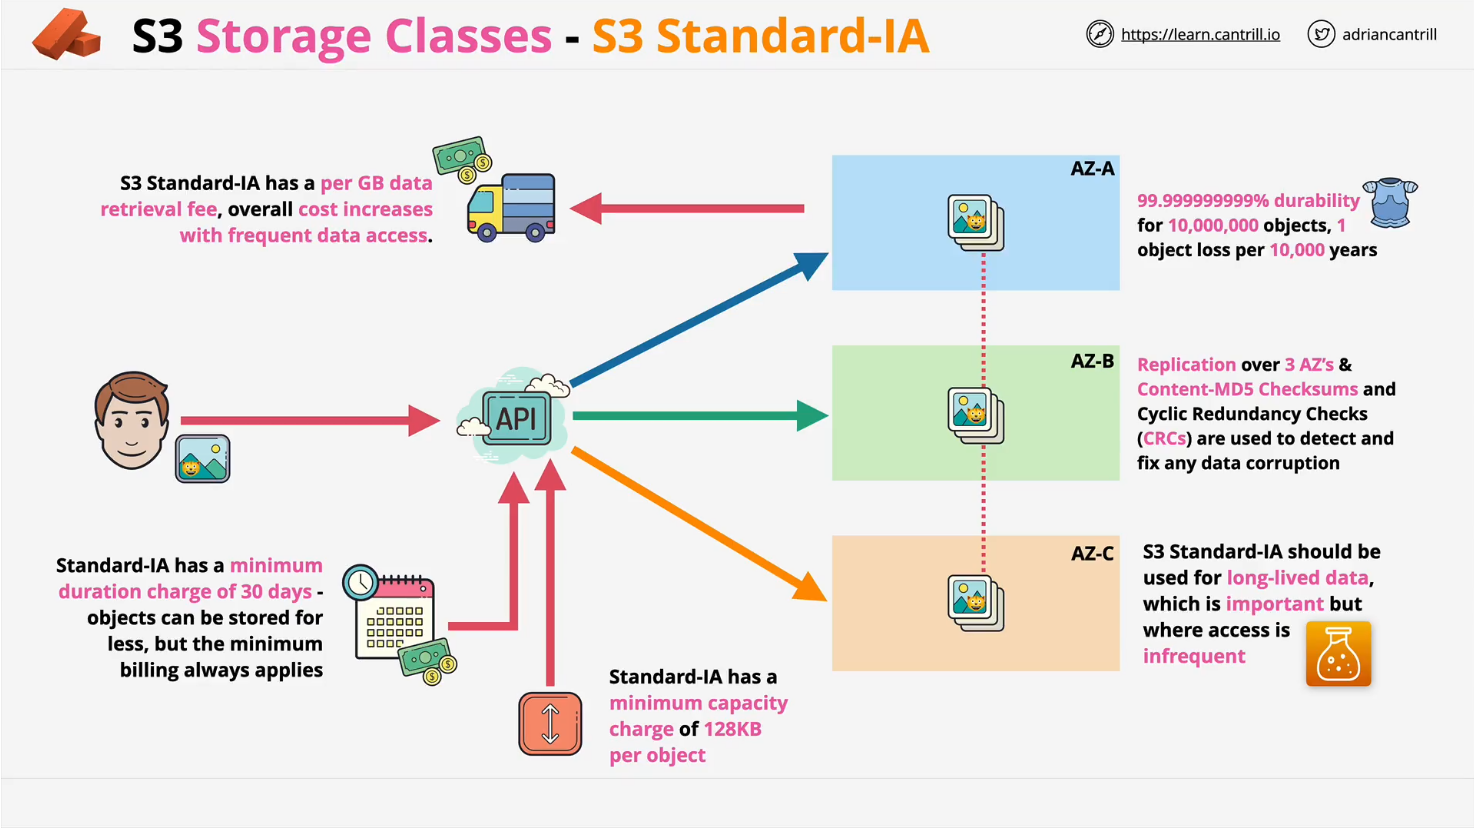 S3 Storage Classes - S3 Standard-IA
https://learn.cantrill.io
adriancantrill
S3 Standard-IA has a per GB data
retrieval fee, overall cost increases
with frequent data access.
AZ-A
99.999999999% durability
for 10,000,000 objects, 1
object loss per 10,000 years
API
AZ-B
Replication over 3 AZ's &
Content-MD5 Checksums and
Cyclic Redundancy Checks
(CRCs) are used to detect and
fix any data corruption
Standard-IA has a minimum
duration charge of 30 days -
objects can be stored for
less, but the minimum
billing always applies
Standard-IA has a
minimum capacity
charge of 128KB
per object
AZ-C
S3 Standard-IA should be
used for long-lived data,
which is important but
where access is
infrequent